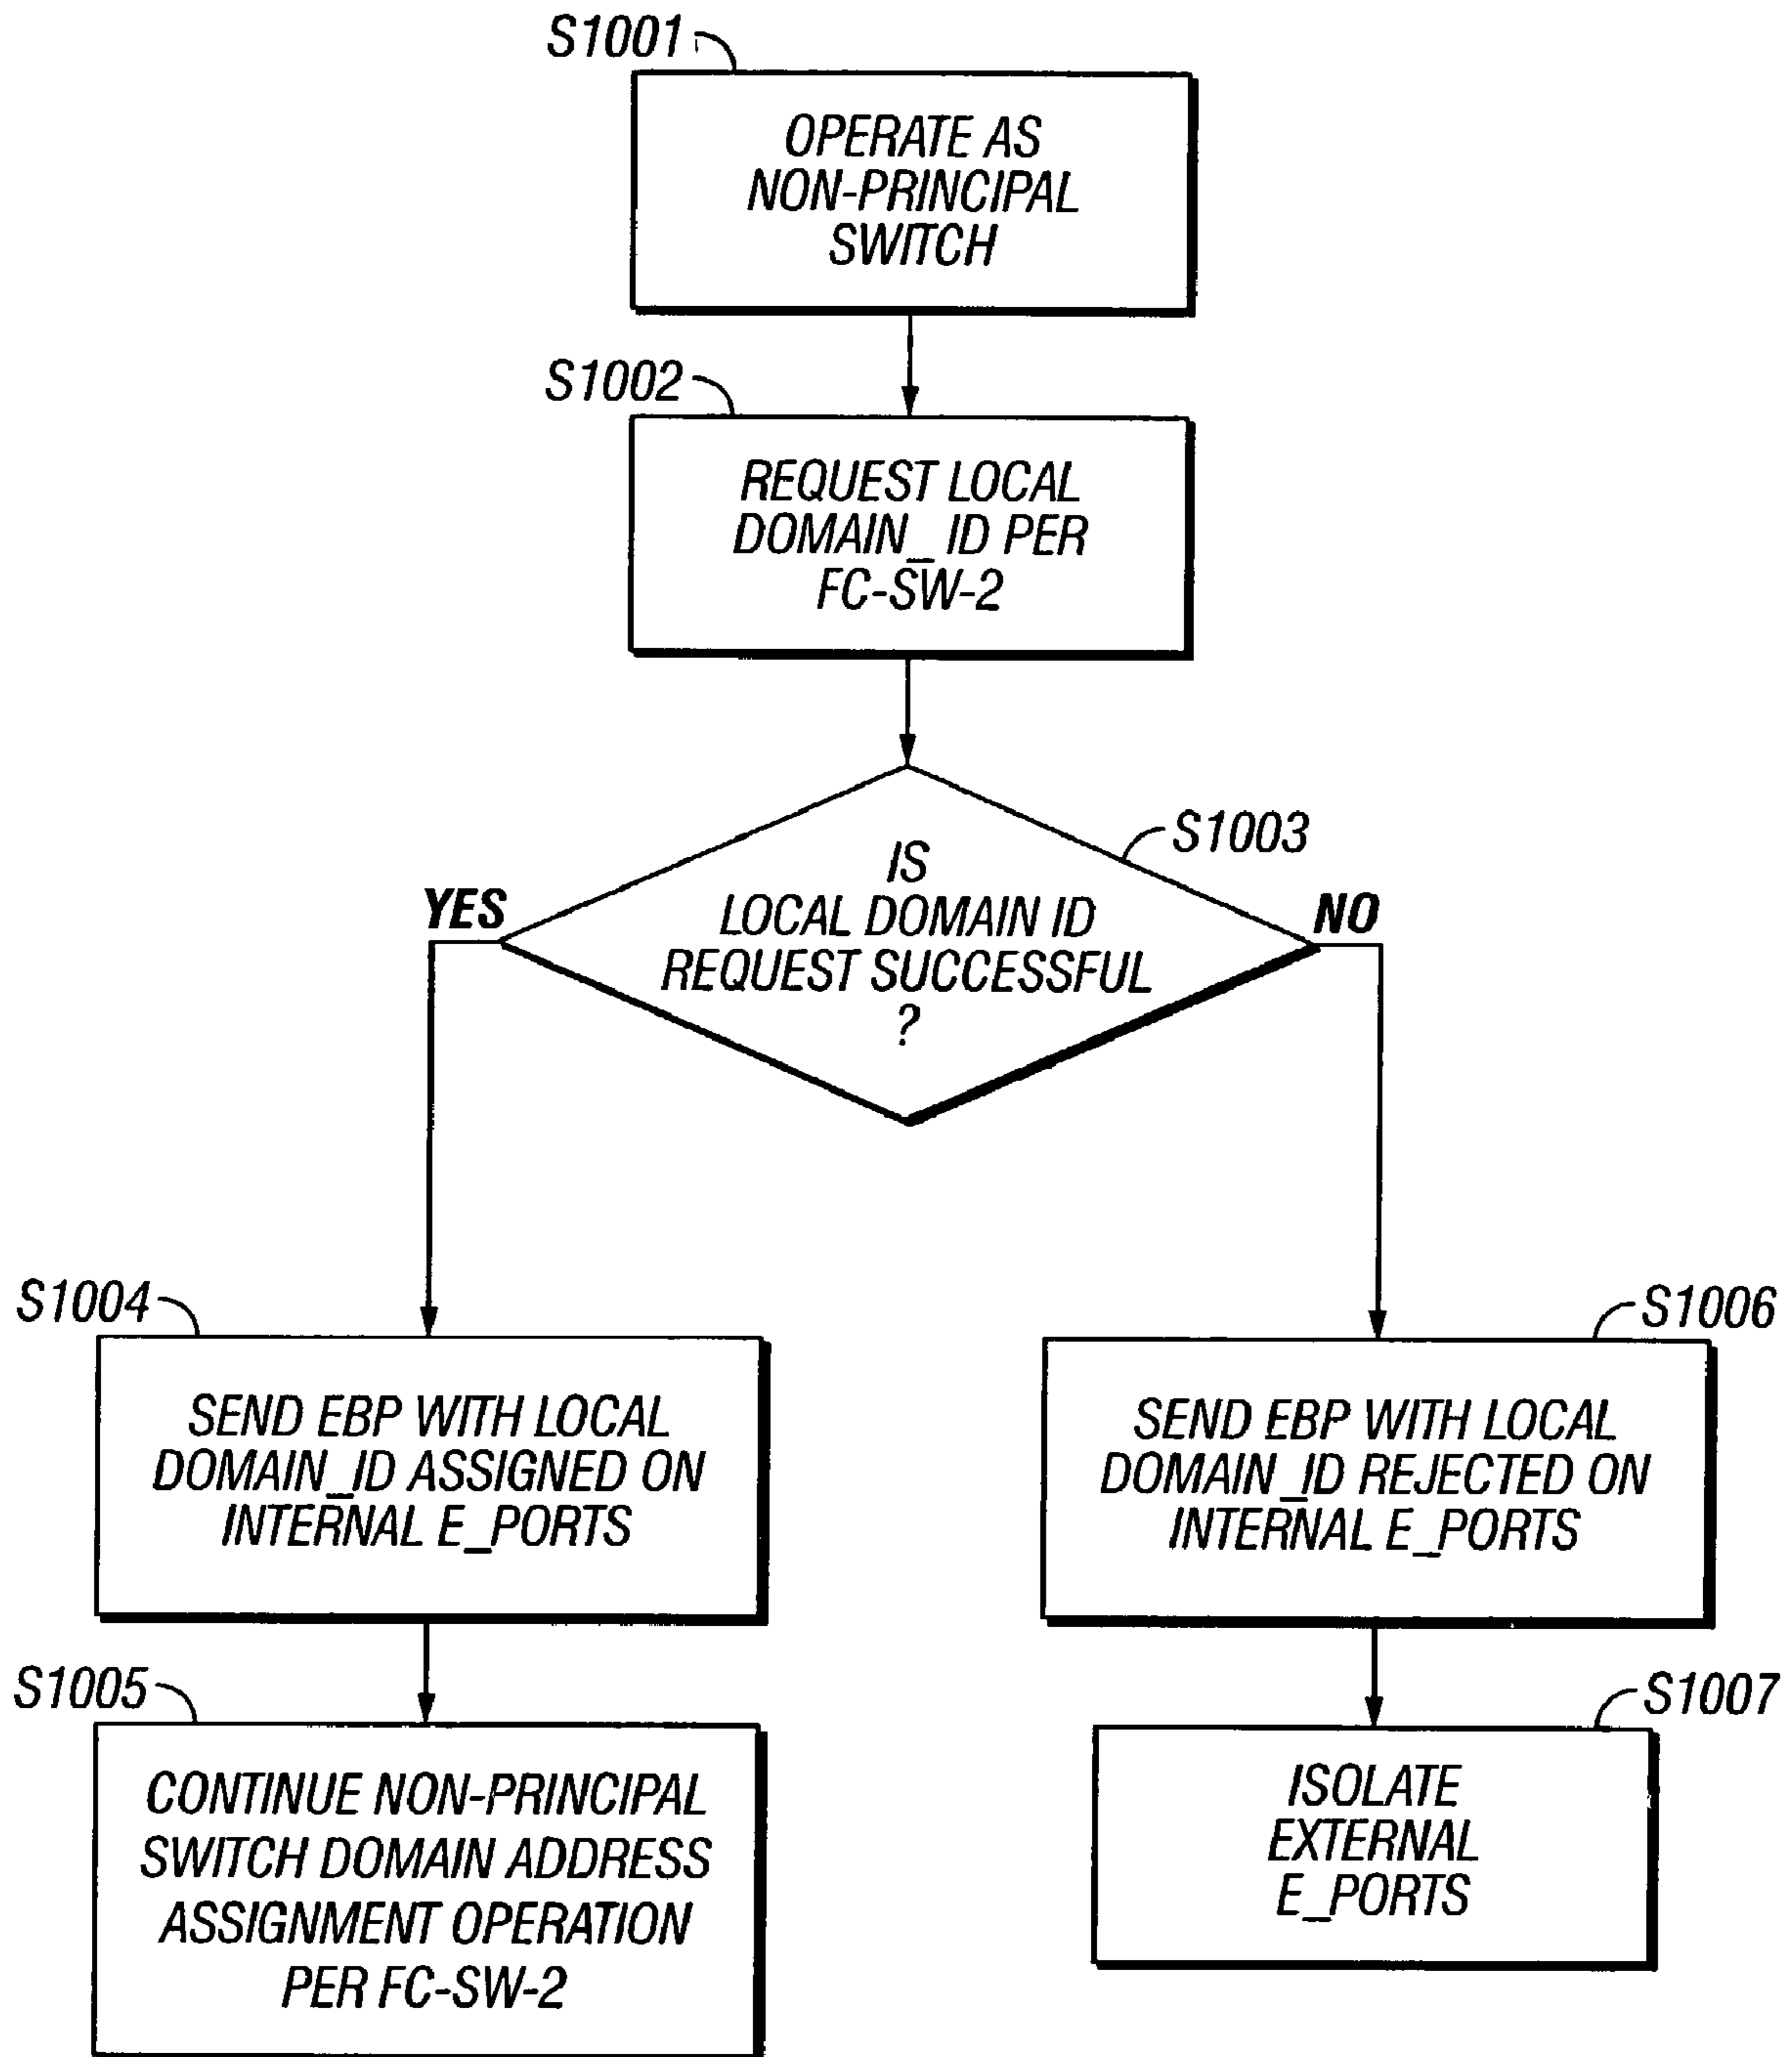 S1001
OPERATE AS
NON-PRINCIPAL
SWITCH
S1002
REQUEST LOCAL
DOMAIN_ID PER
FC-SW-2
S1003
IS
LOCAL DOMAIN ID
REQUEST SUCCESSFUL
?
YES
NO
S1004
SEND EBP WITH LOCAL
DOMAIN_ID ASSIGNED ON
INTERNAL E_PORTS
S1006
SEND EBP WITH LOCAL
DOMAIN_ID REJECTED ON
INTERNAL E_PORTS
S1005
CONTINUE NON-PRINCIPAL
SWITCH DOMAIN ADDRESS
ASSIGNMENT OPERATION
PER FC-SW-2
S1007
ISOLATE
EXTERNAL
E_PORTS